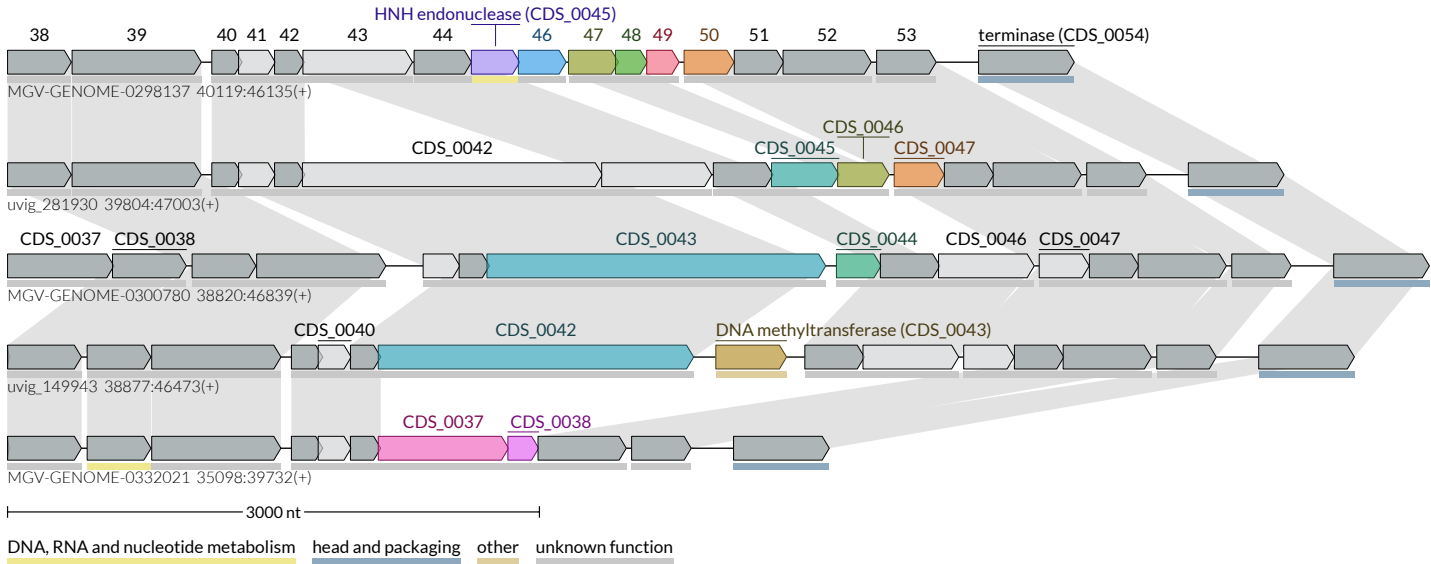 HNH endonuclease (CDS_0045)
38 39 40 41 42 43 44 46 47 48 49 50 51 52 53 terminase (CDS_0054)
MGV-GENOME-0298137 40119:46135(+)
CDS_0046
CDS_0042 CDS_0045 CDS_0047
uvig_281930 39804:47003(+)
CDS_0037 CDS_0038 CDS_0043 CDS_0044 CDS_0046 CDS_0047
MGV-GENOME-0300780 38820:46839(+)
CDS_0040 CDS_0042 DNA methyltransferase (CDS_0043)
uvig_149943 38877:46473(+)
CDS_0037 CDS_0038
MGV-GENOME-0332021 35098:39732(+)
3000 nt
DNA, RNA and nucleotide metabolism head and packaging other unknown function